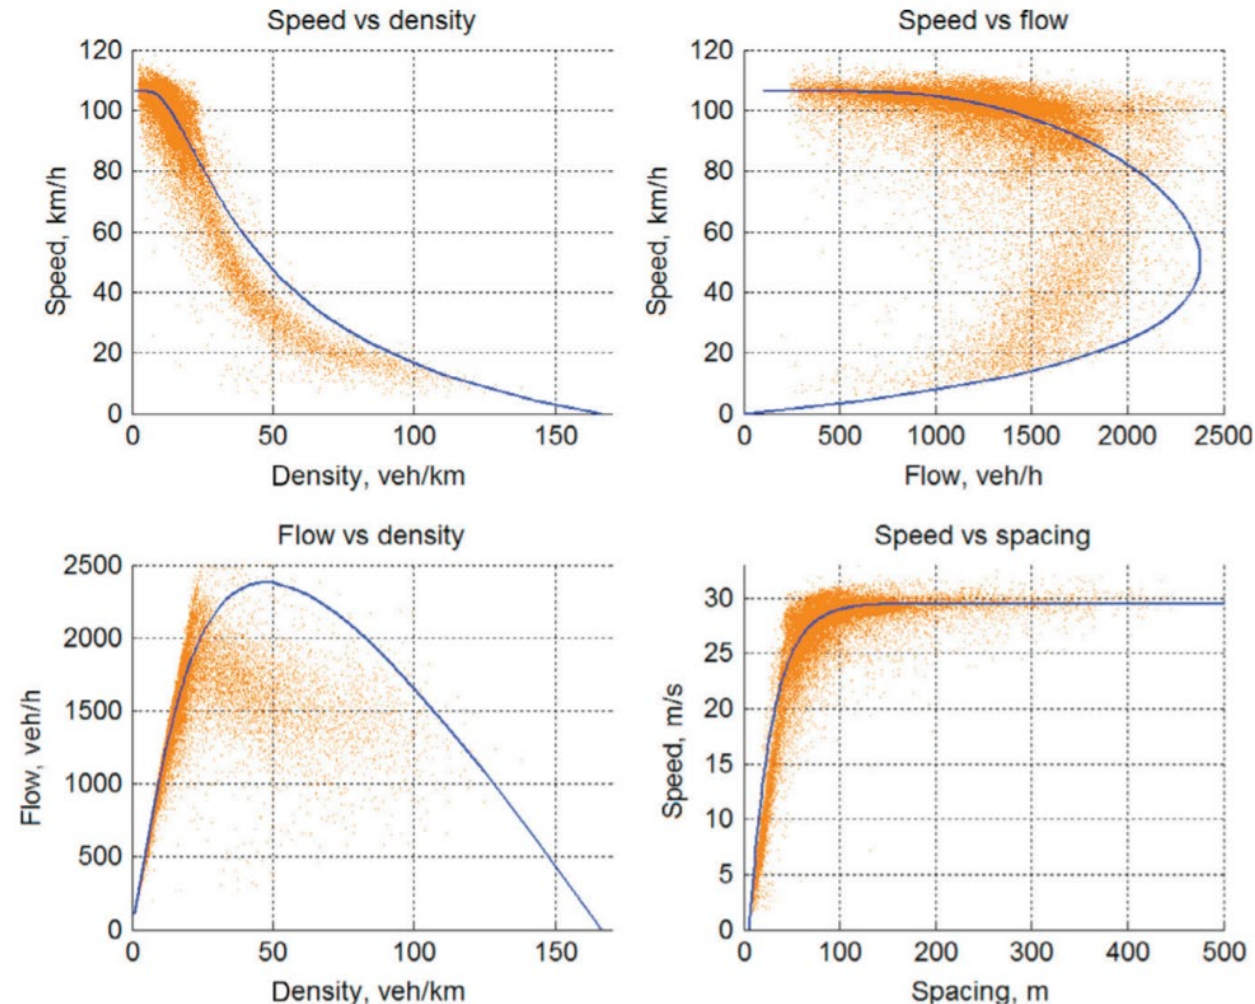 Speed vs density
120
100
80
60
40
20
0
Speed, km/h
0 50 100 150
Density, veh/km
Speed vs flow
120
100
80
60
40
20
0
Speed, km/h
0 500 1000 1500 2000 2500
Flow, veh/h
Flow vs density
2500
2000
1500
1000
500
0
Flow, veh/h
0 50 100 150
Density, veh/km
Speed vs spacing
30
25
20
15
10
5
0
Speed, m/s
0 100 200 300 400 500
Spacing, m